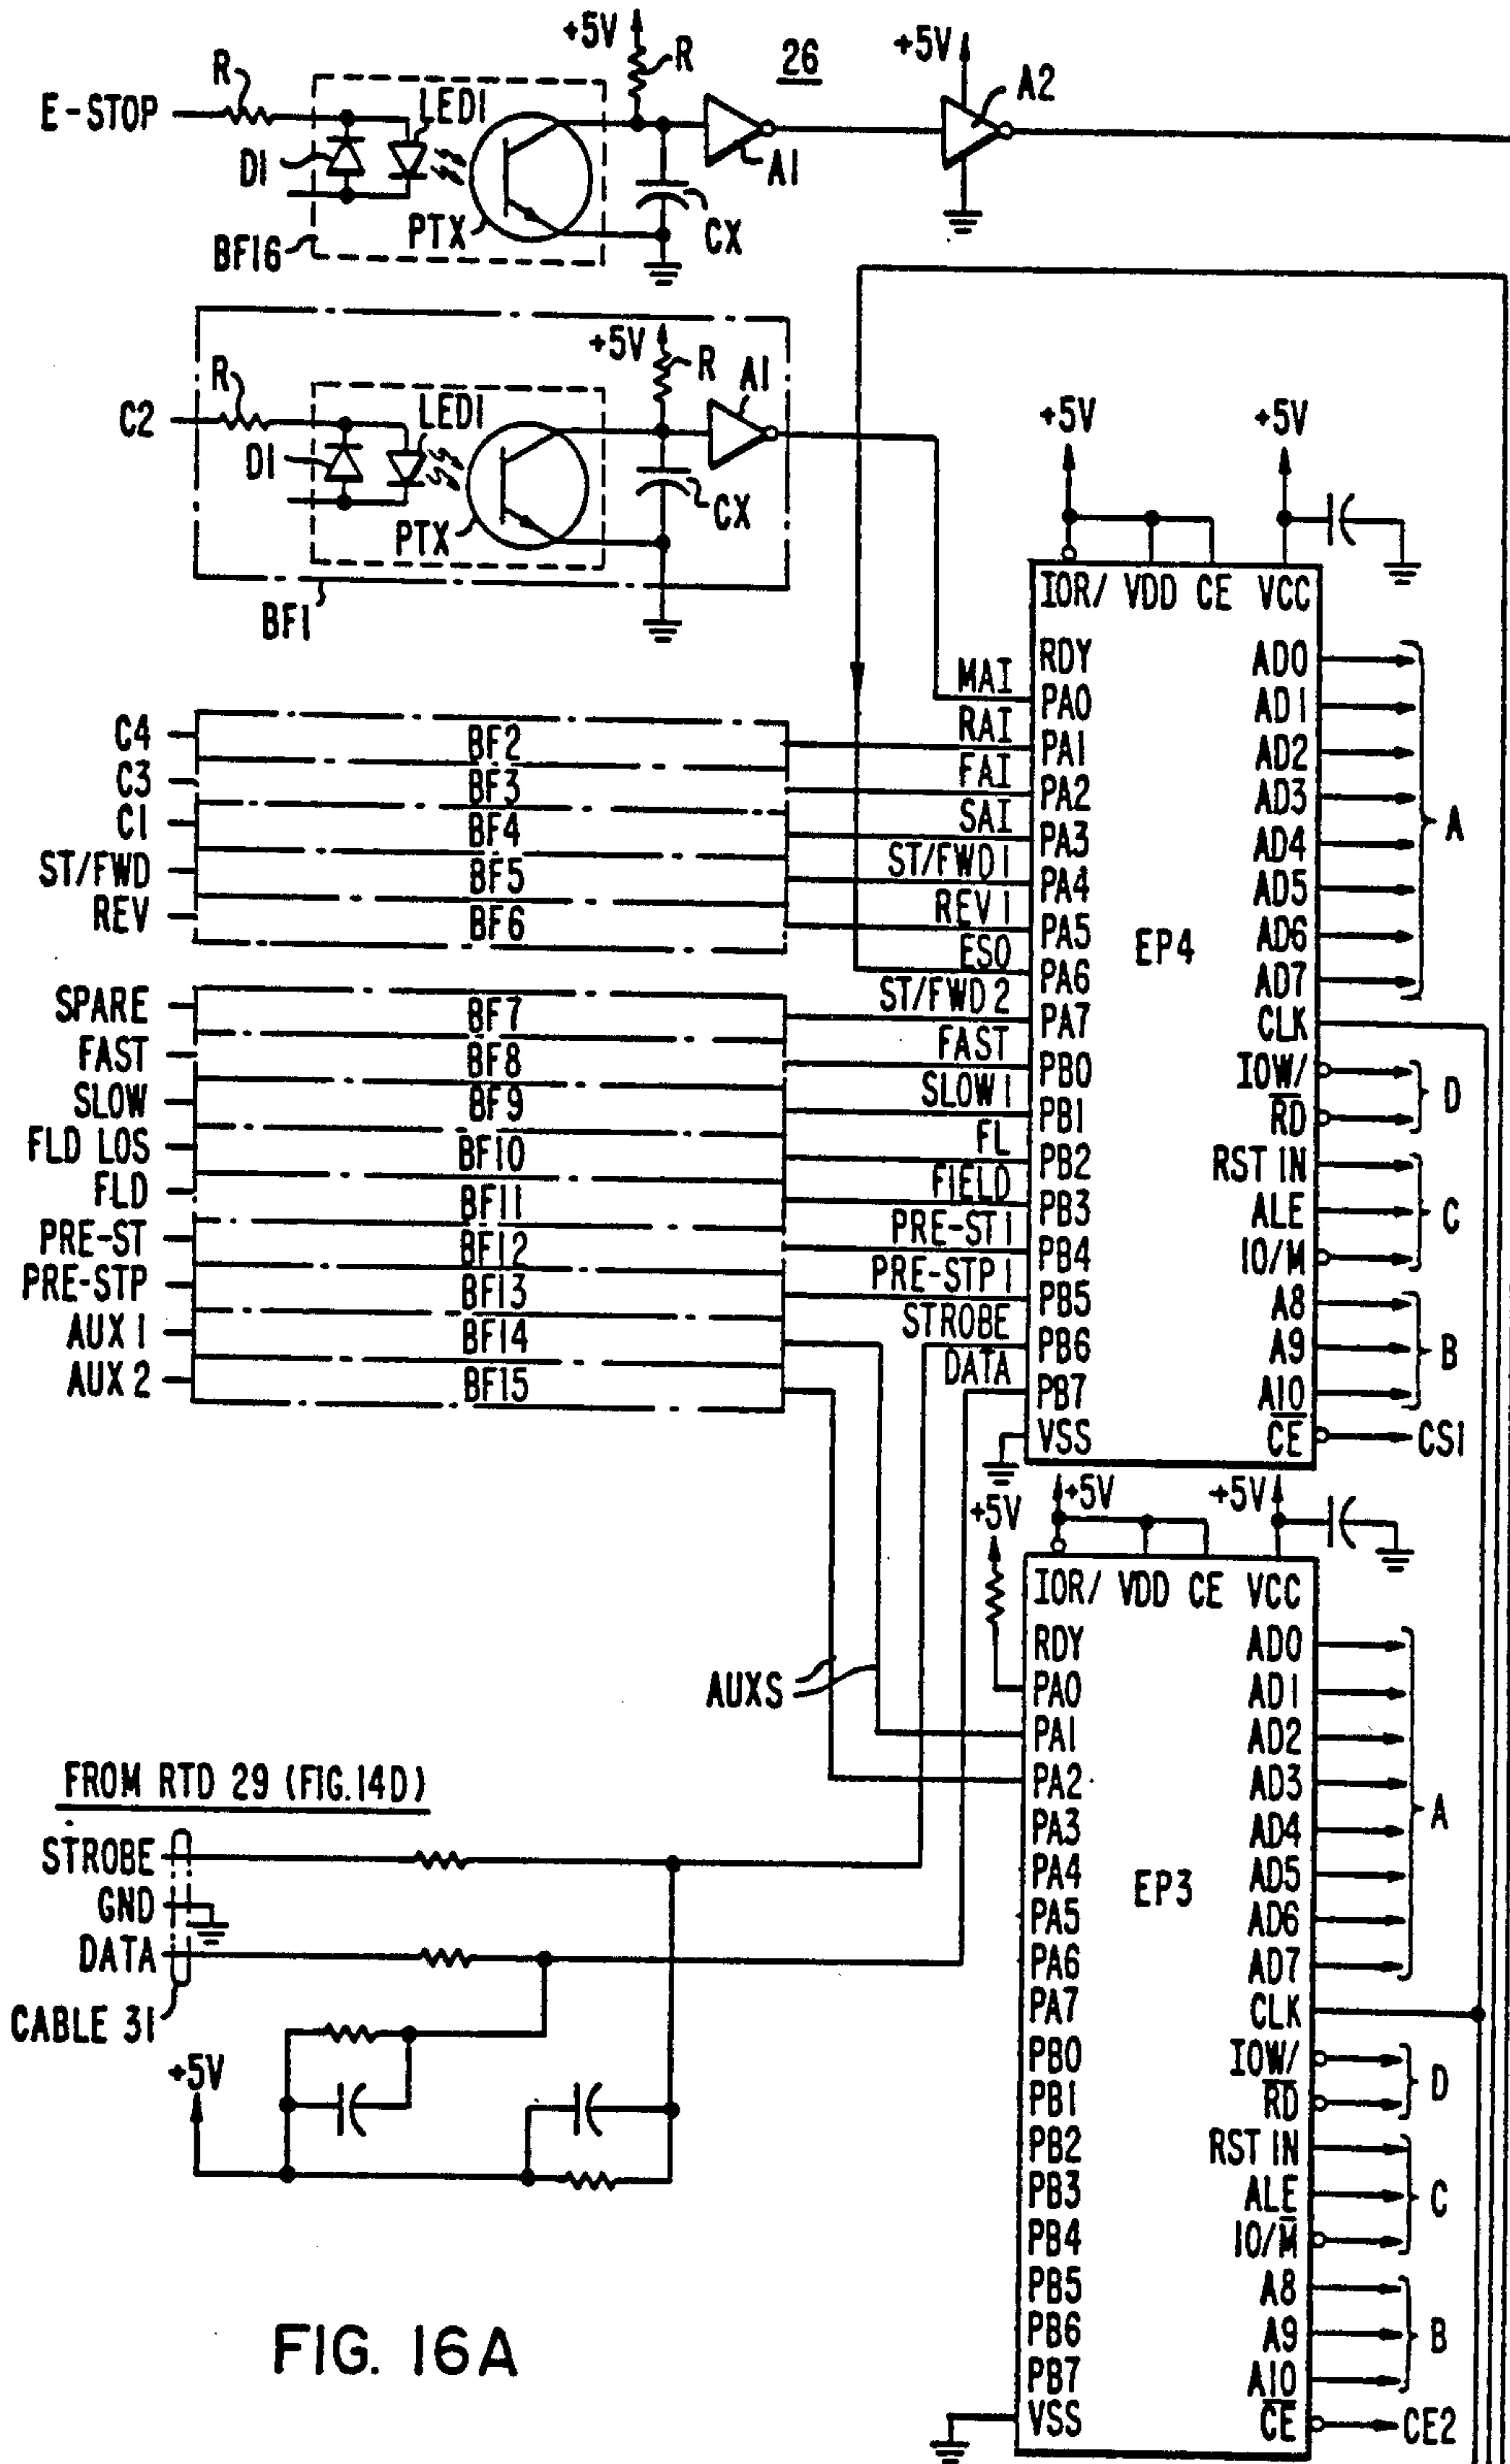 +5V
26
+5V
R
R
A2
E-STOP
LED1
D1
A1
PTX
CX
BF16
+5V
R
R
A1
C2
LED1
D1
CX
PTX
BF1
+5V
+5V
IOR/ VDD CE VCC
RDY
AD0
MAI
PA0
AD1
C4
BF2
RAI
PA1
AD2
C3
BF3
FAI
PA2
AD3
A
C1
BF4
SAI
PA3
AD4
ST/FWD
BF5
ST/FWD1
PA4
AD5
REV
BF6
REV1
PA5
EP4
AD6
ESO
PA6
AD7
SPARE
BF7
ST/FWD2
PA7
CLK
FAST
BF8
FAST
PB0
IOW/
D
SLOW
BF9
SLOW1
PB1
RD
FLD LOS
BF10
FL
PB2
RST IN
FLD
BF11
FIELD
PB3
ALE
C
PRE-ST
BF12
PRE-ST1
PB4
IO/M
PRE-STP
BF13
PRE-STP1
PB5
A8
AUX1
BF14
STROBE
PB6
A9
B
AUX2
BF15
DATA
PB7
A10
VSS
CE
CS1
+5V
+5V
+5V
IOR/ VDD CE VCC
RDY
AD0
AUXS
PA0
AD1
PA1
AD2
PA2
AD3
FROM RTD 29 (FIG.14D)
PA3
AD4
A
STROBE
PA4
EP3
AD5
GND
PA5
AD6
DATA
PA6
AD7
CABLE 31
PA7
CLK
+5V
PB0
IOW/
D
PB1
RD
PB2
RST IN
PB3
ALE
C
PB4
IO/M
PB5
A8
PB6
A9
B
PB7
A10
VSS
CE
CE2
FIG. 16A